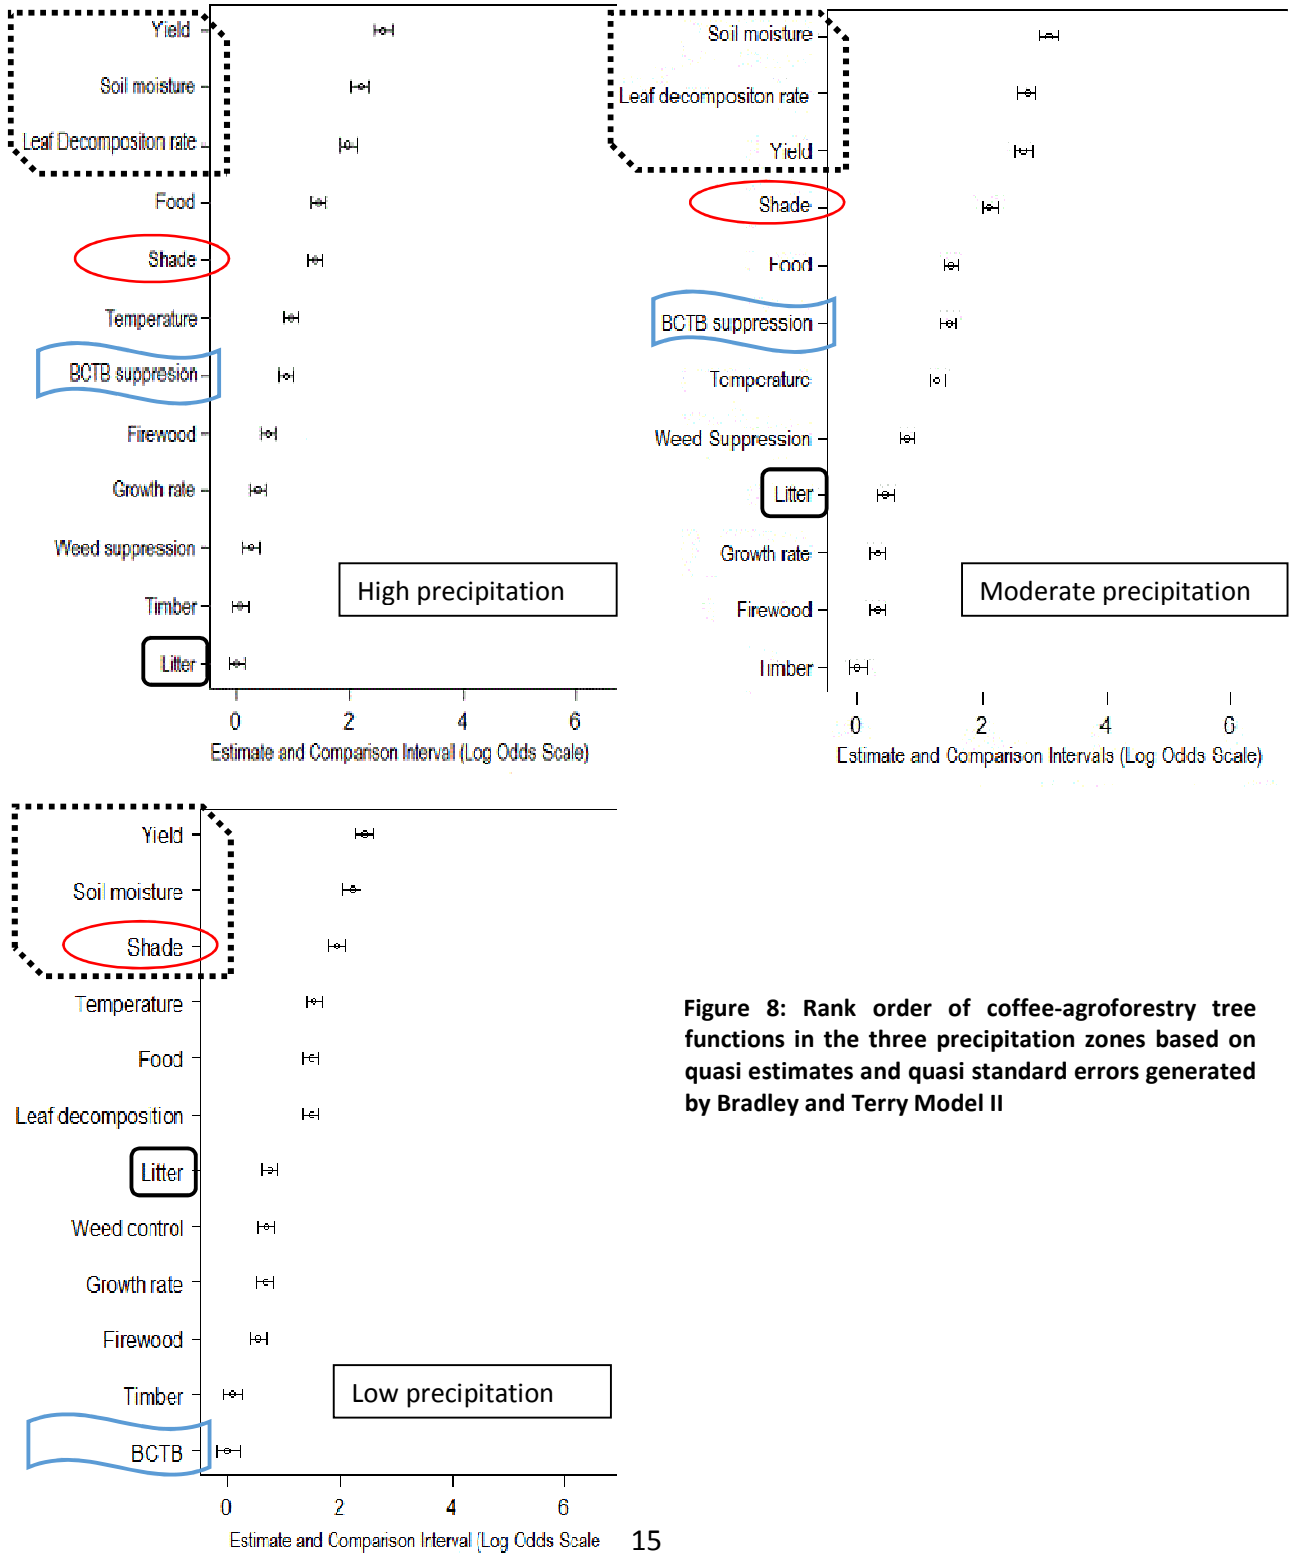 Yield
Soil moisture
Leaf Decompositon rate
Food
Shade
Temperature
BCTB suppresion
Firewood
Growth rate
Weed suppression
Timber
Litter
High precipitation
0 2 4 6
Estimate and Comparison Interval (Log Odds Scale)
Soil moisture
Leaf decompositon rate
Yield
Shade
Food
BCTB suppression
Temperature
Weed Suppression
Litter
Growth rate
Firewood
Timber
Moderate precipitation
0 2 4 6
Estimate and Comparison Intervals (Log Odds Scale)
Yield
Soil moisture
Shade
Temperature
Food
Leaf decomposition
Litter
Weed control
Growth rate
Firewood
Timber
BCTB
Low precipitation
0 2 4 6
Estimate and Comparison Interval (Log Odds Scale
Figure 8: Rank order of coffee-agroforestry tree
functions in the three precipitation zones based on
quasi estimates and quasi standard errors generated
by Bradley and Terry Model II
15